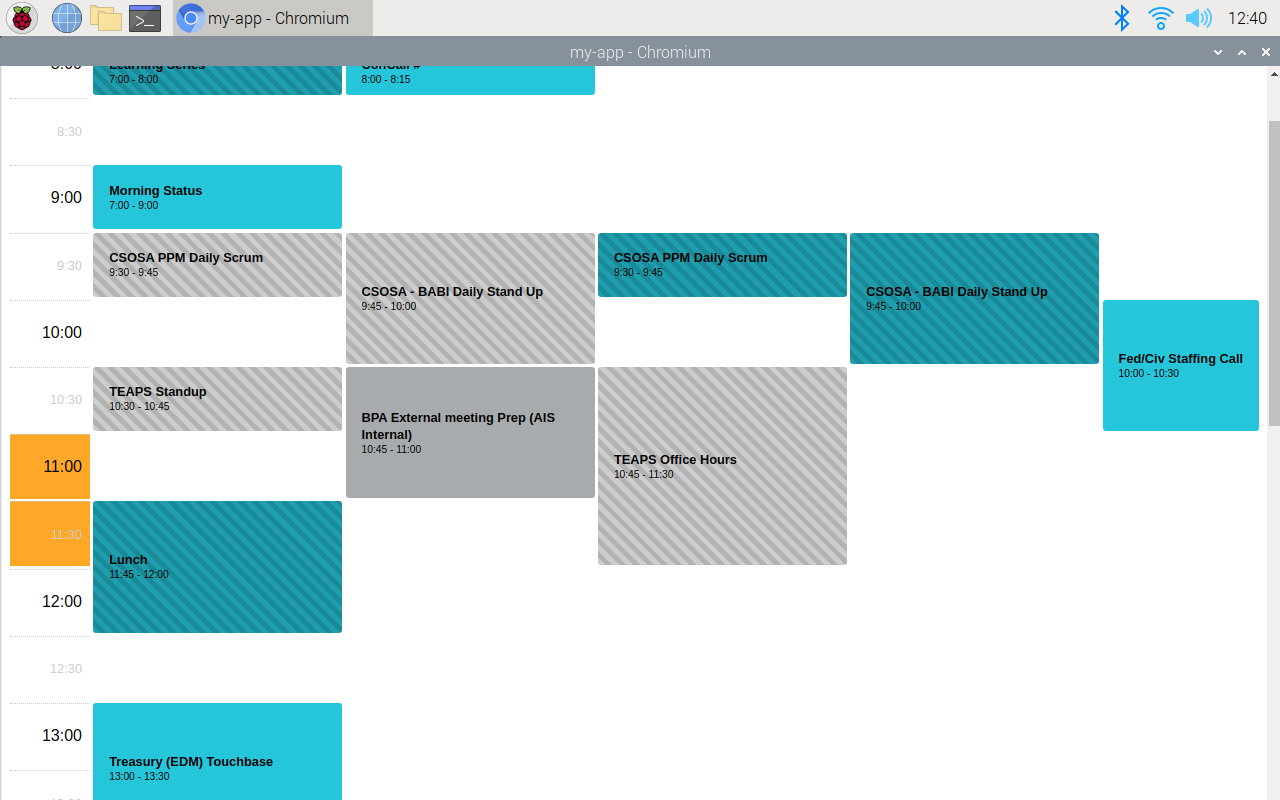 my-app - Chromium
12:40
my-app - Chromium
8:00
Learning Series
7:00 - 8:00
ConCall #
8:00 - 8:15
8:30
9:00
Morning Status
7:00 - 9:00
9:30
CSOSA PPM Daily Scrum
9:30 - 9:45
CSOSA - BABI Daily Stand Up
9:45 - 10:00
CSOSA PPM Daily Scrum
9:30 - 9:45
CSOSA - BABI Daily Stand Up
9:45 - 10:00
10:00
Fed/Civ Staffing Call
10:00 - 10:30
10:30
TEAPS Standup
10:30 - 10:45
BPA External meeting Prep (AIS
Internal)
10:45 - 11:00
TEAPS Office Hours
10:45 - 11:30
11:00
11:30
Lunch
11:45 - 12:00
12:00
12:30
13:00
Treasury (EDM) Touchbase
13:00 - 13:30